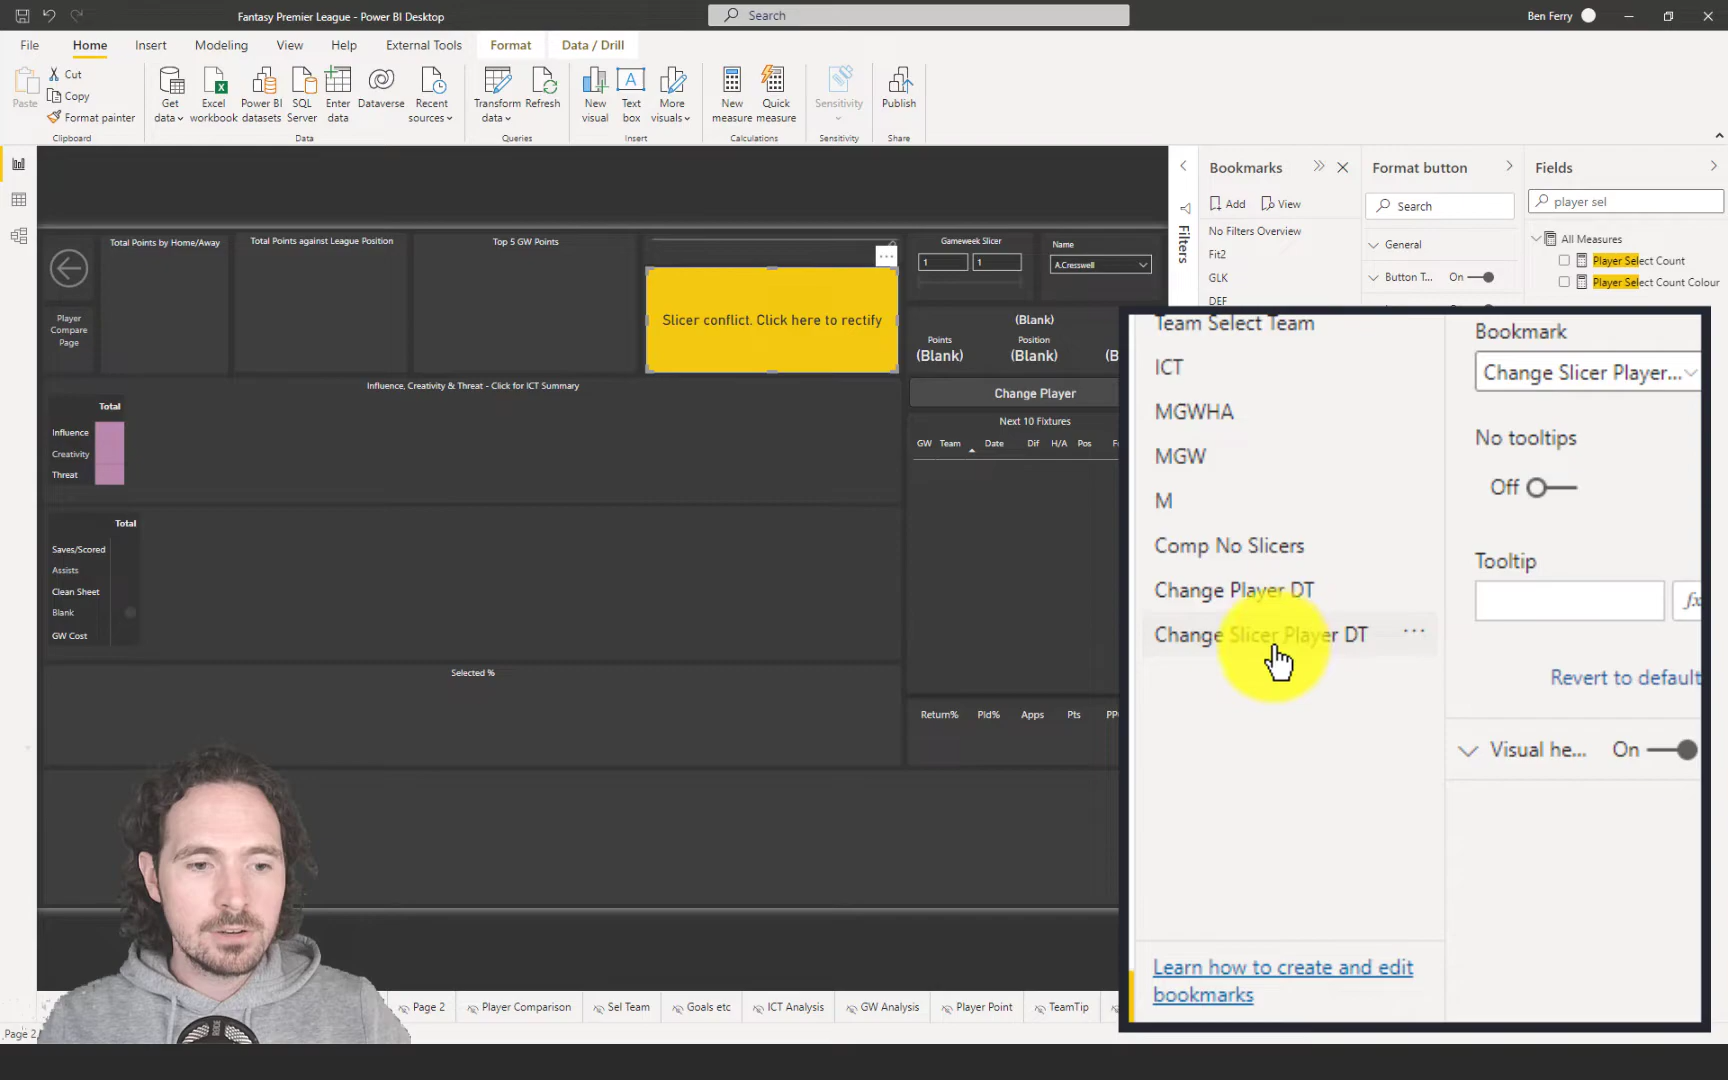 Fantasy Premier League - Power BI Desktop
Search
Ben Ferry
File
Home
Insert
Modeling
View
Help
External Tools
Format
Data / Drill
Paste
Cut
Copy
Format painter
Get data
Excel workbook
Power BI datasets
SQL Server
Enter data
Dataverse
Recent sources
Transform data
Refresh
New visual
Text box
More visuals
New measure
Quick measure
Sensitivity
Publish
Clipboard
Data
Queries
Insert
Calculations
Sensitivity
Share
Player Compare Page
Total Points by Home/Away
Total Points against League Position
Top 5 GW Points
Slicer conflict. Click here to rectify
Gameweek Slicer
1
1
Name
A.Cresswell
(Blank)
Points
(Blank)
Position
(Blank)
Change Player
Next 10 Fixtures
GW Team Date Dif H/A Pos
Influence, Creativity & Threat - Click for ICT Summary
Total
Influence
Creativity
Threat
Total
Saves/Scored
Assists
Clean Sheet
Blank
GW Cost
Selected %
Return% Pld% Apps Pts
Filters
Bookmarks
Add
View
No Filters Overview
Fit2
GLK
DEF
Format button
Search
General
Button T... On
Fields
player sel
All Measures
Player Select Count
Player Select Count Colour
Team Select Team
ICT
MGWHA
MGW
M
Comp No Slicers
Change Player DT
Change Slicer Player DT
Learn how to create and edit
bookmarks
Bookmark
Change Slicer Player...
No tooltips
Off
Tooltip
fx
Revert to default
Visual he... On
Page 2
Player Comparison
Sel Team
Goals etc
ICT Analysis
GW Analysis
Player Point
TeamTip
Page 2
RODE